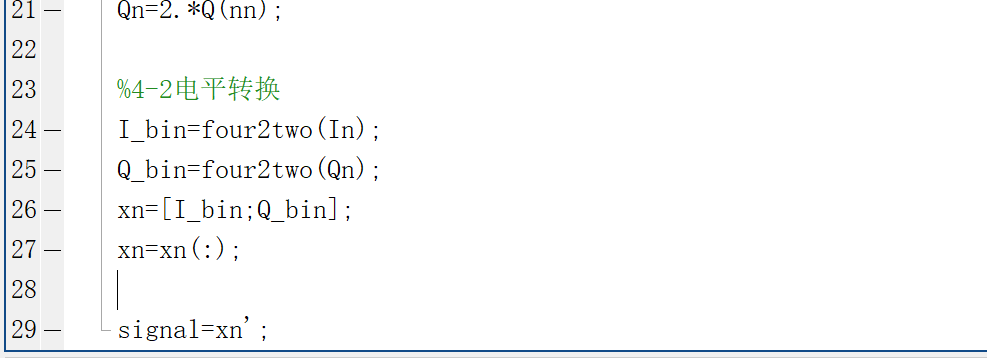 21 Qn=2.*Q(nn);
22
23 %4-2电平转换
24 I_bin=four2two(In);
25 Q_bin=four2two(Qn);
26 xn=[I_bin;Q_bin];
27 xn=xn(:);
28
29 signal=xn';